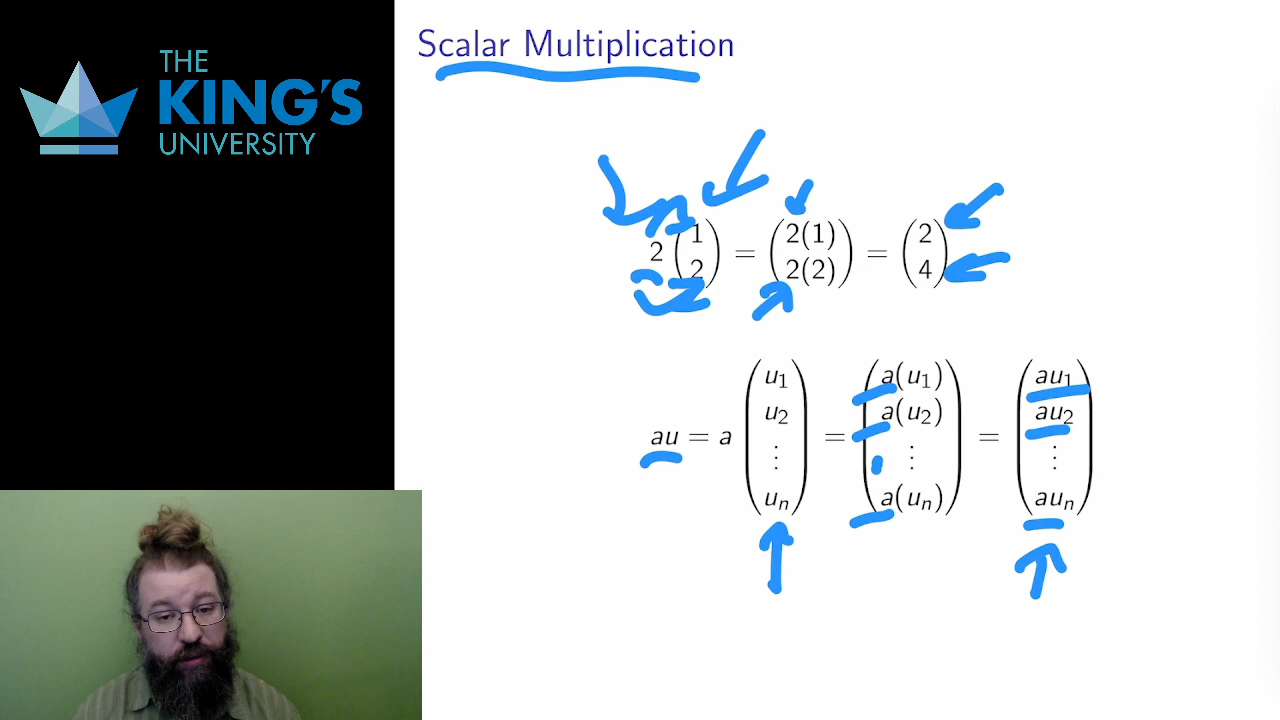 THE
KING'S
UNIVERSITY
Scalar Multiplication
2 (1 2) = (2(1) 2(2)) = (2 4)
au = a (u₁ u₂ ⋮ uₙ) = (a(u₁) a(u₂) ⋮ a(uₙ)) = (au₁ au₂ ⋮ auₙ)